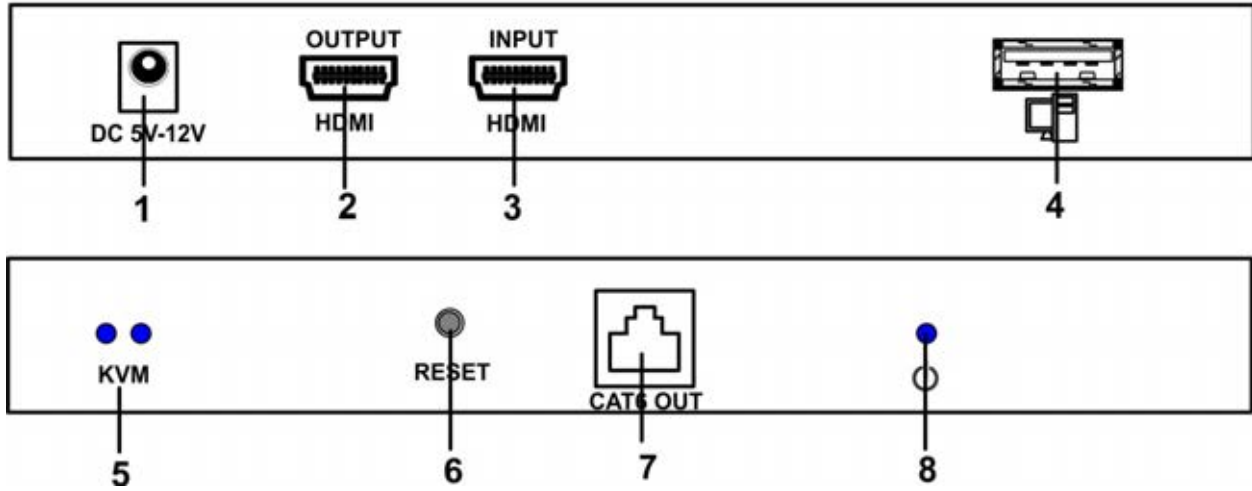 OUTPUT INPUT
DC 5V-12V HDMI HDMI
1 2 3 4
KVM RESET
CAT6 OUT
5 6 7 8